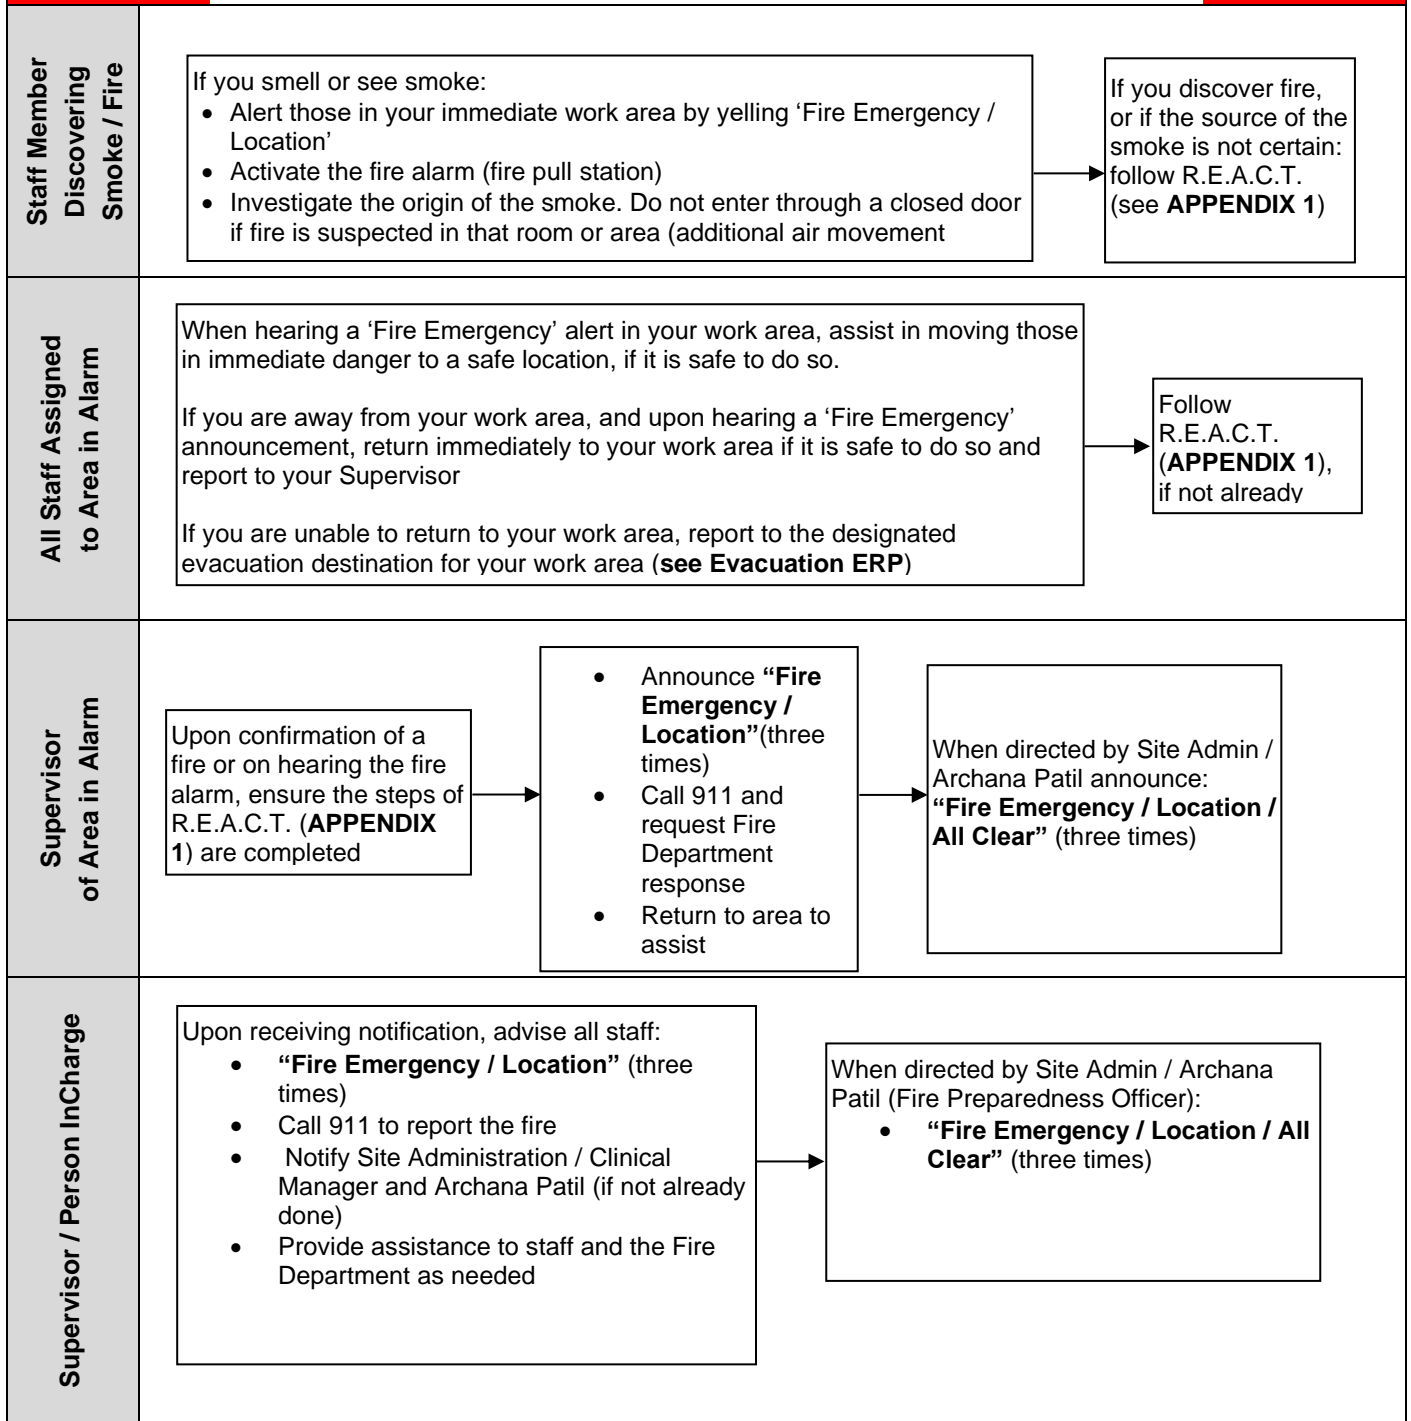 Staff Member
Discovering
Smoke / Fire
If you smell or see smoke:
• Alert those in your immediate work area by yelling ‘Fire Emergency /
Location’
• Activate the fire alarm (fire pull station)
• Investigate the origin of the smoke. Do not enter through a closed door
if fire is suspected in that room or area (additional air movement
If you discover fire,
or if the source of the
smoke is not certain:
follow R.E.A.C.T.
(see APPENDIX 1)
All Staff Assigned
to Area in Alarm
When hearing a ‘Fire Emergency’ alert in your work area, assist in moving those
in immediate danger to a safe location, if it is safe to do so.
If you are away from your work area, and upon hearing a ‘Fire Emergency’
announcement, return immediately to your work area if it is safe to do so and
report to your Supervisor
If you are unable to return to your work area, report to the designated
evacuation destination for your work area (see Evacuation ERP)
Follow
R.E.A.C.T.
(APPENDIX 1),
if not already
Supervisor
of Area in Alarm
Upon confirmation of a
fire or on hearing the fire
alarm, ensure the steps of
R.E.A.C.T. (APPENDIX
1) are completed
• Announce “Fire
Emergency /
Location”(three
times)
• Call 911 and
request Fire
Department
response
• Return to area to
assist
When directed by Site Admin /
Archana Patil announce:
“Fire Emergency / Location /
All Clear” (three times)
Supervisor / Person InCharge
Upon receiving notification, advise all staff:
• “Fire Emergency / Location” (three
times)
• Call 911 to report the fire
• Notify Site Administration / Clinical
Manager and Archana Patil (if not already
done)
• Provide assistance to staff and the Fire
Department as needed
When directed by Site Admin / Archana
Patil (Fire Preparedness Officer):
• “Fire Emergency / Location / All
Clear” (three times)